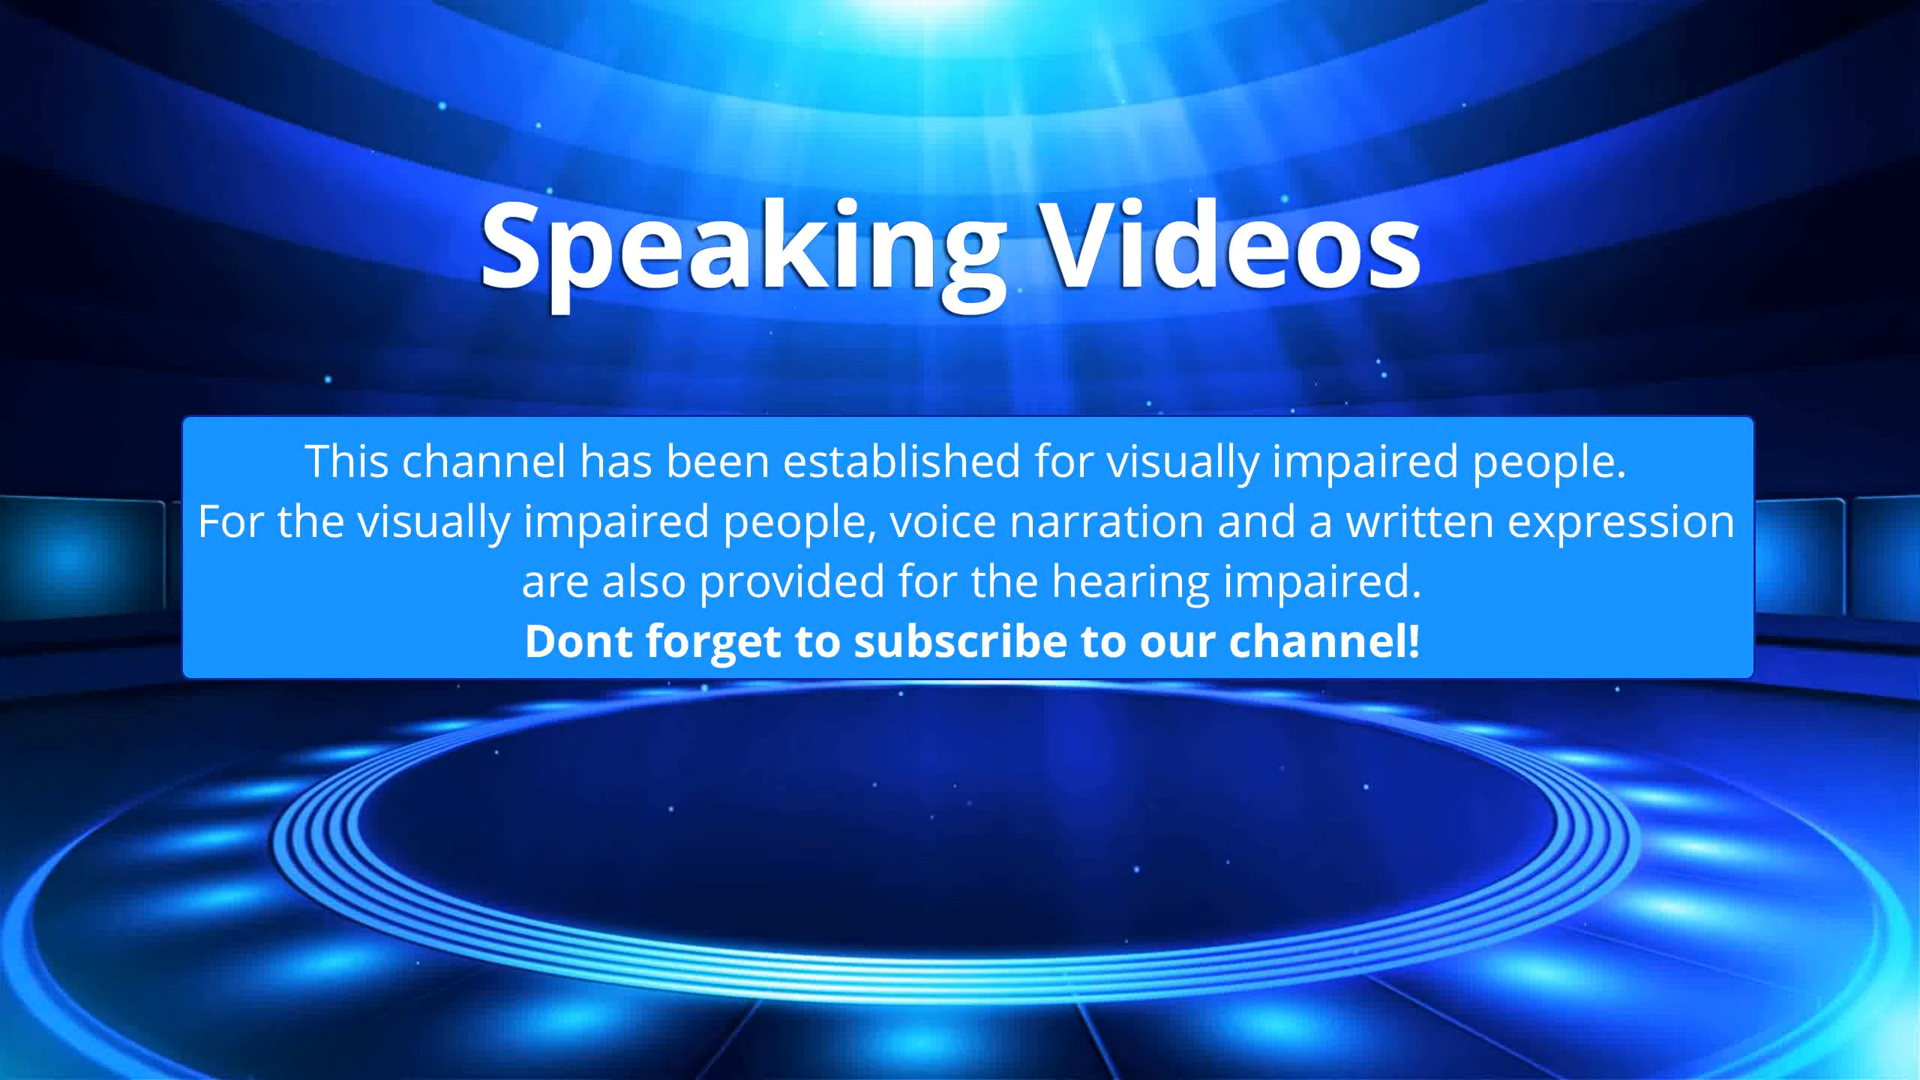 Speaking Videos
This channel has been established for visually impaired people.
For the visually impaired people, voice narration and a written expression
are also provided for the hearing impaired.
Dont forget to subscribe to our channel!